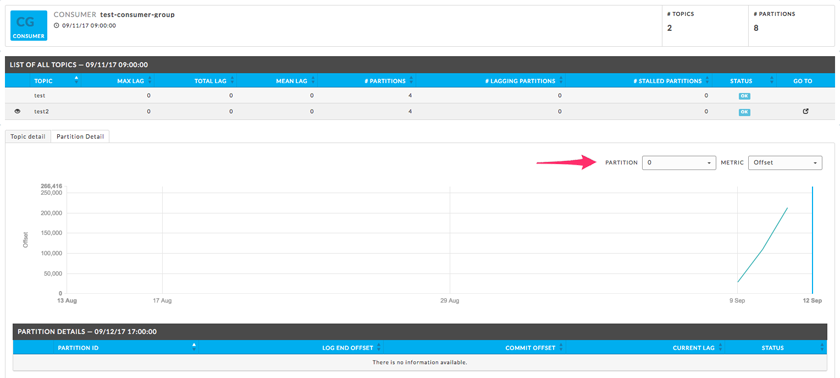 CG
CONSUMER
CONSUMER test-consumer-group
09/11/17 09:00:00
# TOPICS
2
# PARTITIONS
8
LIST OF ALL TOPICS — 09/11/17 09:00:00
TOPIC MAX LAG TOTAL LAG MEAN LAG # PARTITIONS # LAGGING PARTITIONS # STALLED PARTITIONS STATUS GO TO
test 0 0 0 4 0 0 OK
test2 0 0 0 4 0 0 OK
Topic detail Partition Detail
PARTITION 0 METRIC Offset
266,416
250,000
200,000
150,000
100,000
50,000
0
Offset
13 Aug 17 Aug 29 Aug 9 Sep 12 Sep
PARTITION DETAILS — 09/12/17 17:00:00
PARTITION ID LOG END OFFSET COMMIT OFFSET CURRENT LAG STATUS
There is no information available.